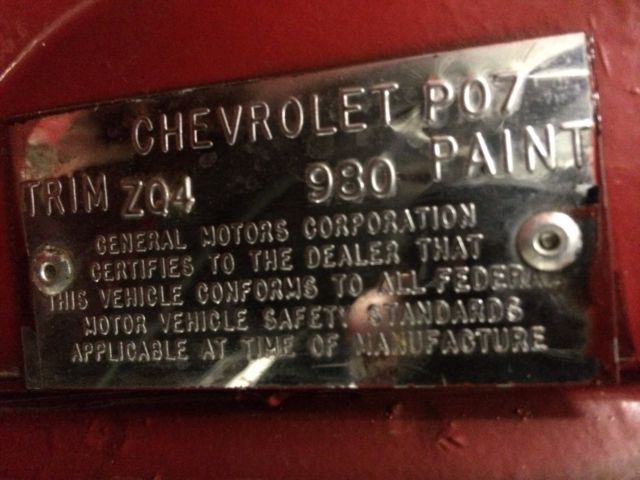 CHEVROLET P07
TRIM ZQ4 980 PAINT
GENERAL MOTORS CORPORATION
CERTIFIES TO THE DEALER THAT
THIS VEHICLE CONFORMS TO ALL FEDERAL
MOTOR VEHICLE SAFETY STANDARDS
APPLICABLE AT TIME OF MANUFACTURE